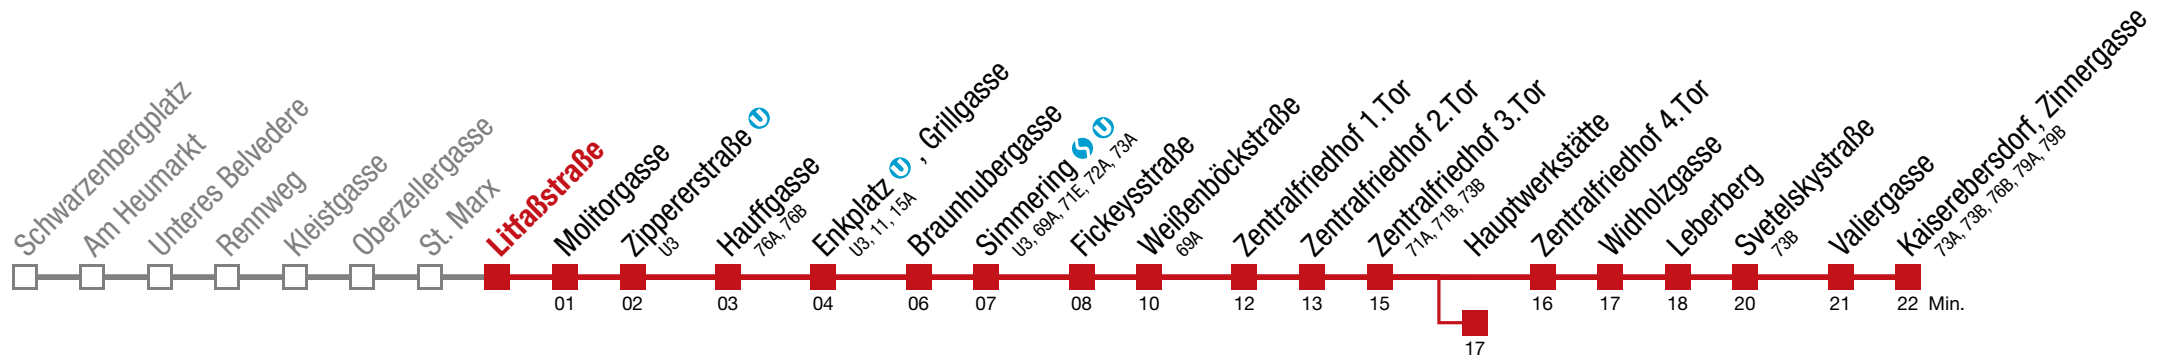 Schwarzenbergplatz
Am Heumarkt
Unteres Belvedere
Rennweg
Kleistgasse
Oberzellergasse
St. Marx
Litfaßstraße
Molitorgasse
Zippererstraße U
U3
Hauffgasse
76A, 76B
Enkplatz U , Grillgasse
U3, 11, 15A
Braunhubergasse
Simmering S U
U3, 69A, 71E, 72A, 73A
Fickeysstraße
Weißenböckstraße
69A
Zentralfriedhof 1.Tor
Zentralfriedhof 2.Tor
Zentralfriedhof 3.Tor
71A, 71B, 73B
Hauptwerkstätte
Zentralfriedhof 4.Tor
Widholzgasse
Leberberg
Svetelskystraße
73B
Valiergasse
Kaiserebersdorf, Zinnergasse
73A, 73B, 76B, 79A, 79B
01 02 03 04 06 07 08 10 12 13 15 16 17 18 20 21 22 Min.
17